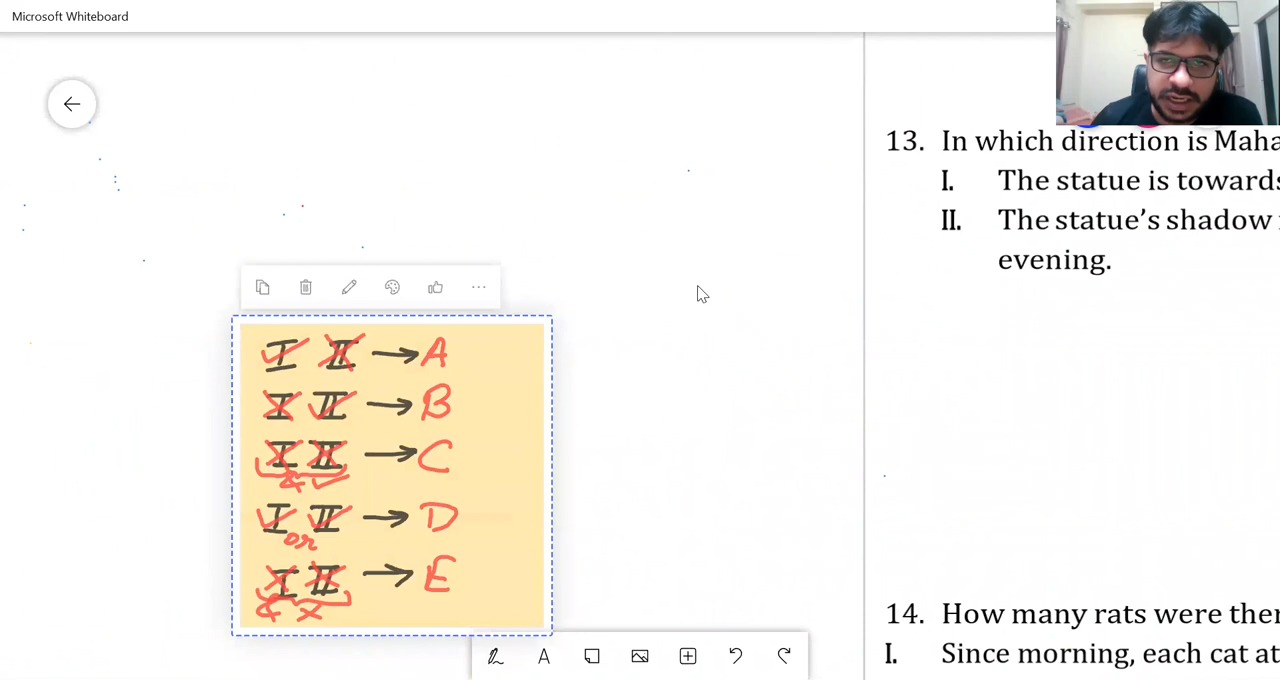 Microsoft Whiteboard
13. In which direction is Maha
I. The statue is towards
II. The statue's shadow
evening.
I II → A
I II → B
I II → C
&
I II → D
or
I II → E
&
14. How many rats were ther
I. Since morning, each cat at